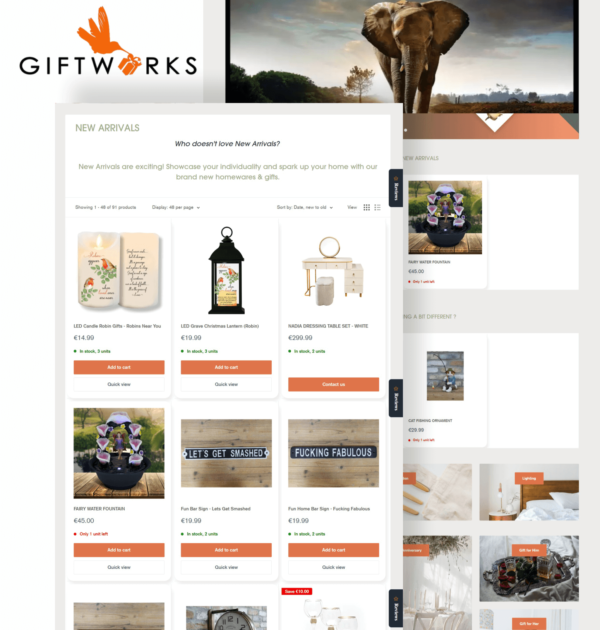 GIFTWORKS
NEW ARRIVALS
Who doesn't love New Arrivals?
New Arrivals are exciting! Showcase your individuality and spark up your home with our
brand new homewares & gifts.
Showing 1 - 48 of 91 products
Display: 48 per page
Sort by: Date, new to old
View
Reviews
LED Candle Robin Gifts - Robins Near You
LED Grave Christmas Lantern (Robin)
NADIA DRESSING TABLE SET - WHITE
€14.99
€19.99
€299.99
In stock, 3 units
In stock, 3 units
In stock, 3 units
Add to cart
Add to cart
Contact us
Quick view
Quick view
Reviews
LET'S GET SMASHED
FUCKING FABULOUS
FAIRY WATER FOUNTAIN
Fun Bar Sign - Lets Get Smashed
Fun Home Bar Sign - Fucking Fabulous
€45.00
€19.99
€19.99
Only 1 unit left
In stock, 3 units
In stock, 3 units
Add to cart
Add to cart
Add to cart
Quick view
Quick view
Quick view
Save €10.00
Reviews
NEW ARRIVALS
FAIRY WATER FOUNTAIN
€45.00
Only 1 unit left
NG A BIT DIFFERENT ?
CAT FISHING ORNAMENT
Only 1 unit left
Lighting
Gift for Her
Gift for Her